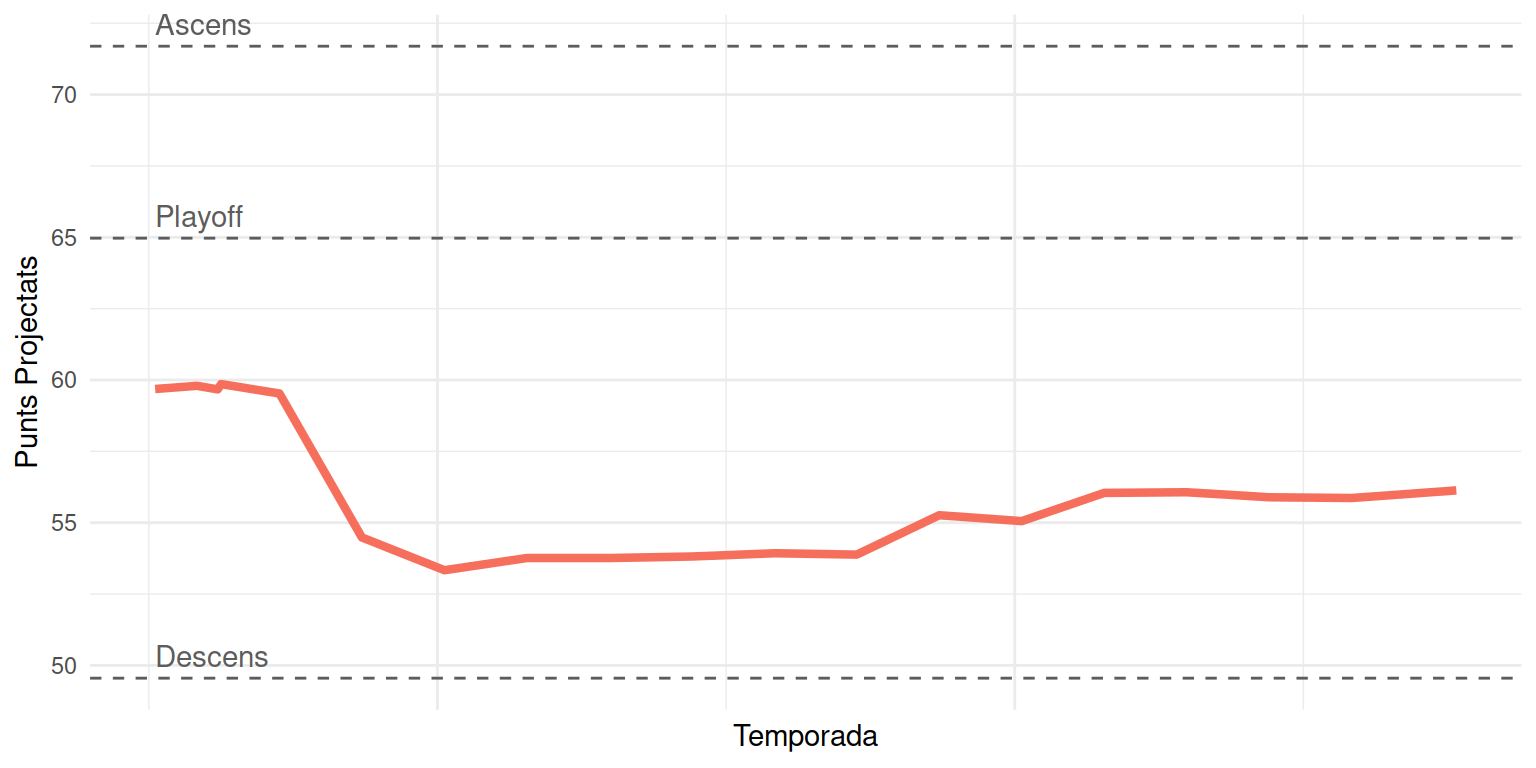 Ascens
70
Playoff
65
Punts Projectats
60
55
Descens
50
Temporada